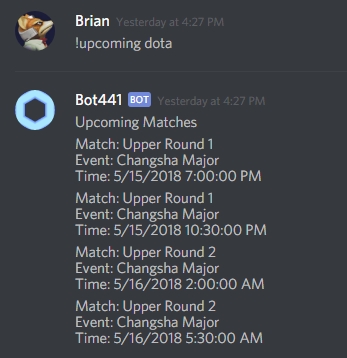 Brian Yesterday at 4:27 PM
!upcoming dota
Bot441 BOT Yesterday at 4:27 PM
Upcoming Matches
Match: Upper Round 1
Event: Changsha Major
Time: 5/15/2018 7:00:00 PM
Match: Upper Round 1
Event: Changsha Major
Time: 5/15/2018 10:30:00 PM
Match: Upper Round 2
Event: Changsha Major
Time: 5/16/2018 2:00:00 AM
Match: Upper Round 2
Event: Changsha Major
Time: 5/16/2018 5:30:00 AM